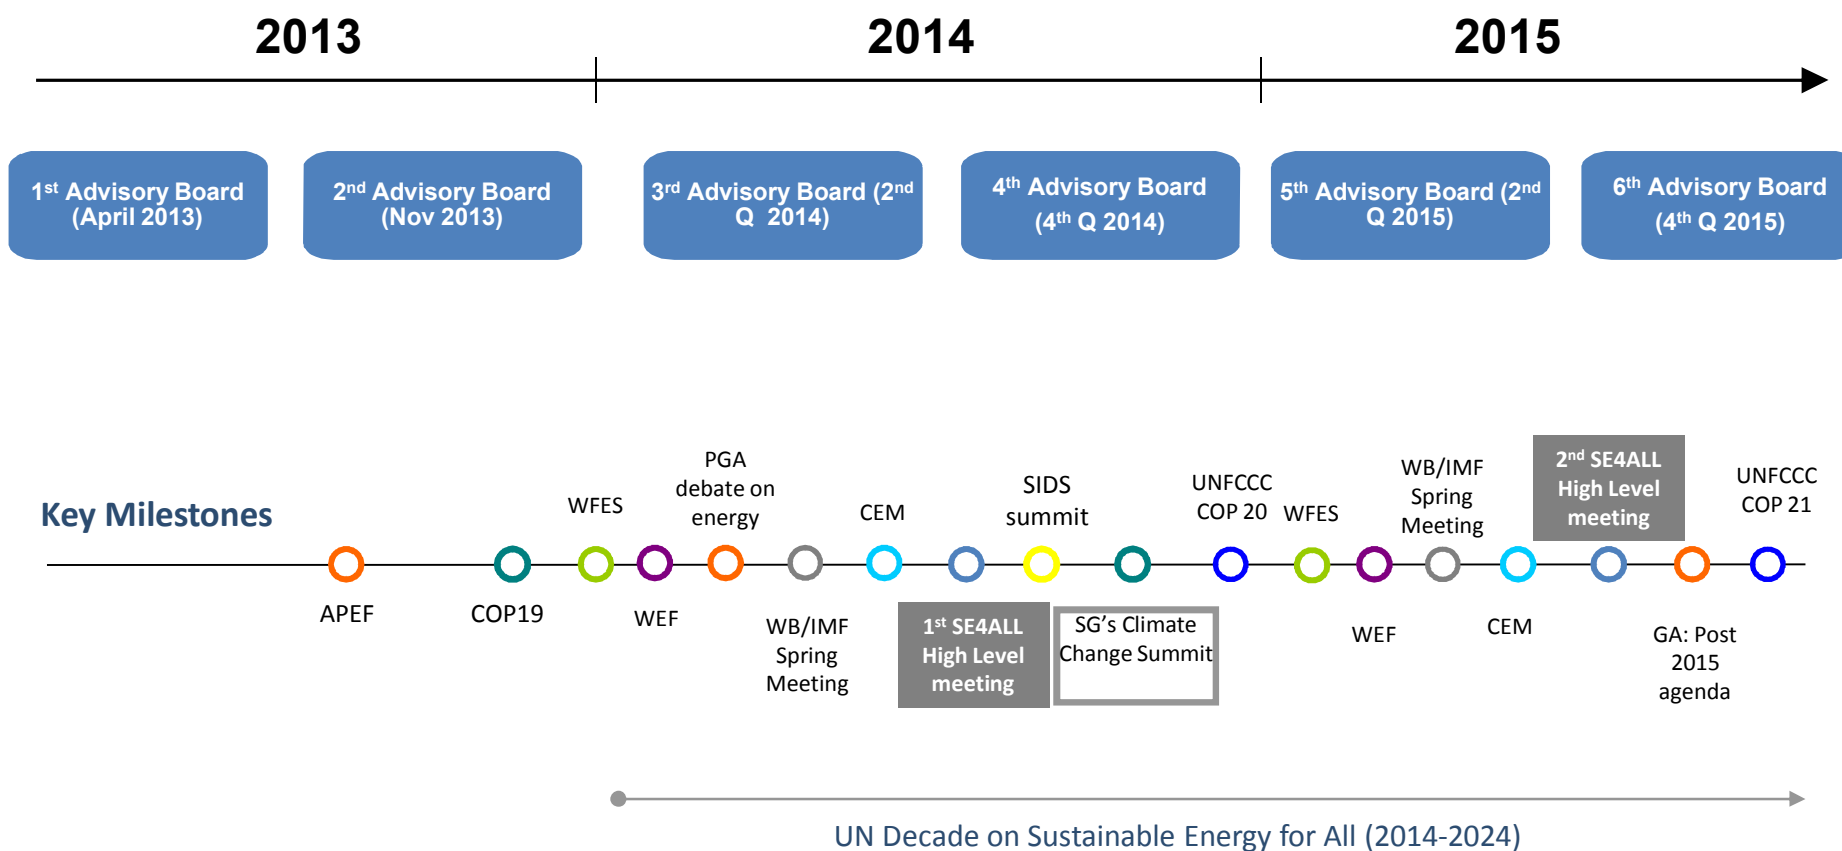 2013
2014
2015
1st Advisory Board
(April 2013)
2nd Advisory Board
(Nov 2013)
3rd Advisory Board (2nd
Q 2014)
4th Advisory Board
(4th Q 2014)
5th Advisory Board (2nd
Q 2015)
6th Advisory Board
(4th Q 2015)
Key Milestones
APEF
COP19
WFES
WEF
PGA
debate on
energy
WB/IMF
Spring
Meeting
CEM
1st SE4ALL
High Level
meeting
SIDS
summit
SG's Climate
Change Summit
UNFCCC
COP 20
WFES
WEF
WB/IMF
Spring
Meeting
CEM
2nd SE4ALL
High Level
meeting
GA: Post
2015
agenda
UNFCCC
COP 21
UN Decade on Sustainable Energy for All (2014-2024)